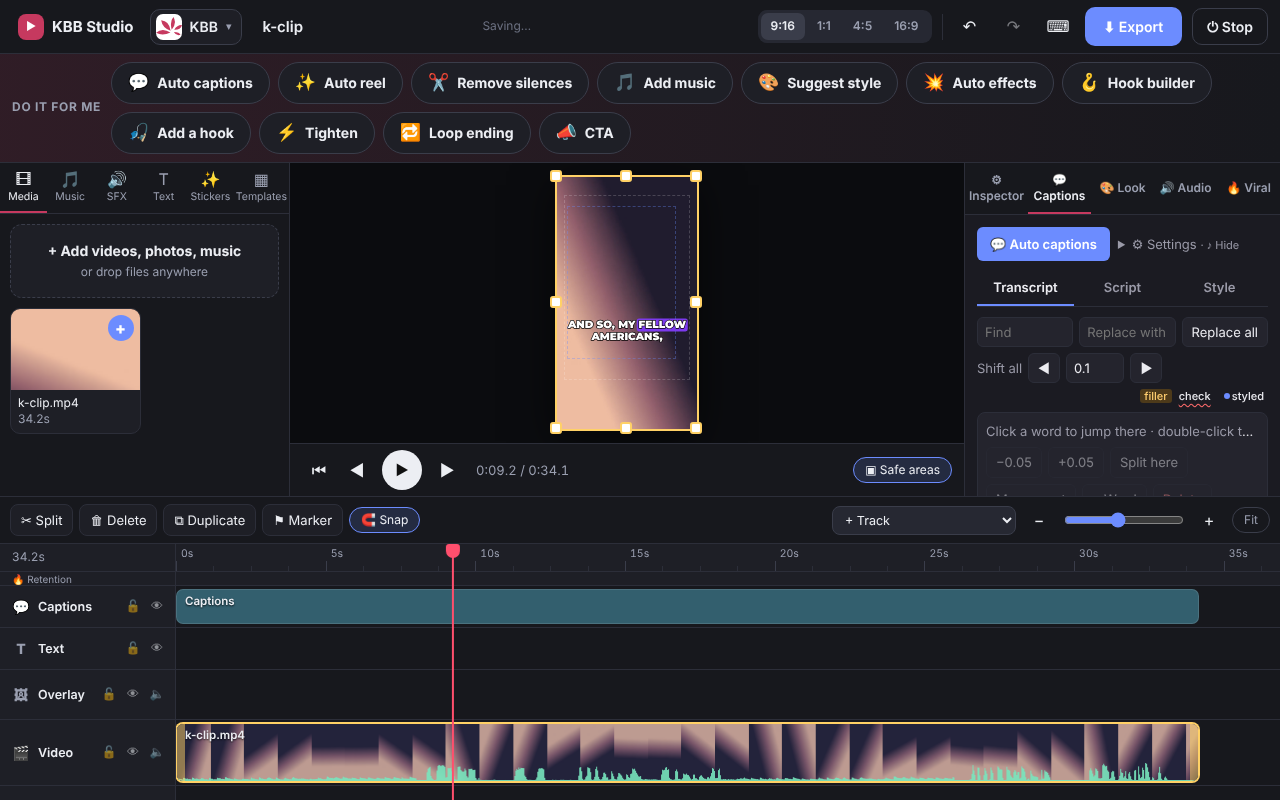 KBB Studio
KBB
k-clip
Saving...
9:16
1:1
4:5
16:9
Export
Stop
DO IT FOR ME
Auto captions
Auto reel
Remove silences
Add music
Suggest style
Auto effects
Hook builder
Add a hook
Tighten
Loop ending
CTA
Media
Music
SFX
Text
Stickers
Templates
+ Add videos, photos, music
or drop files anywhere
k-clip.mp4
34.2s
AND SO, MY FELLOW
AMERICANS,
0:09.2 / 0:34.1
Safe areas
Inspector
Captions
Look
Audio
Viral
Auto captions
Settings · ♪ Hide
Transcript
Script
Style
Find
Replace with
Replace all
Shift all
0.1
filler
check
styled
Click a word to jump there · double-click t...
−0.05
+0.05
Split here
Split
Delete
Duplicate
Marker
Snap
+ Track
−
+
Fit
34.2s
0s
5s
10s
15s
20s
25s
30s
35s
Retention
Captions
Captions
Text
Overlay
Video
k-clip.mp4